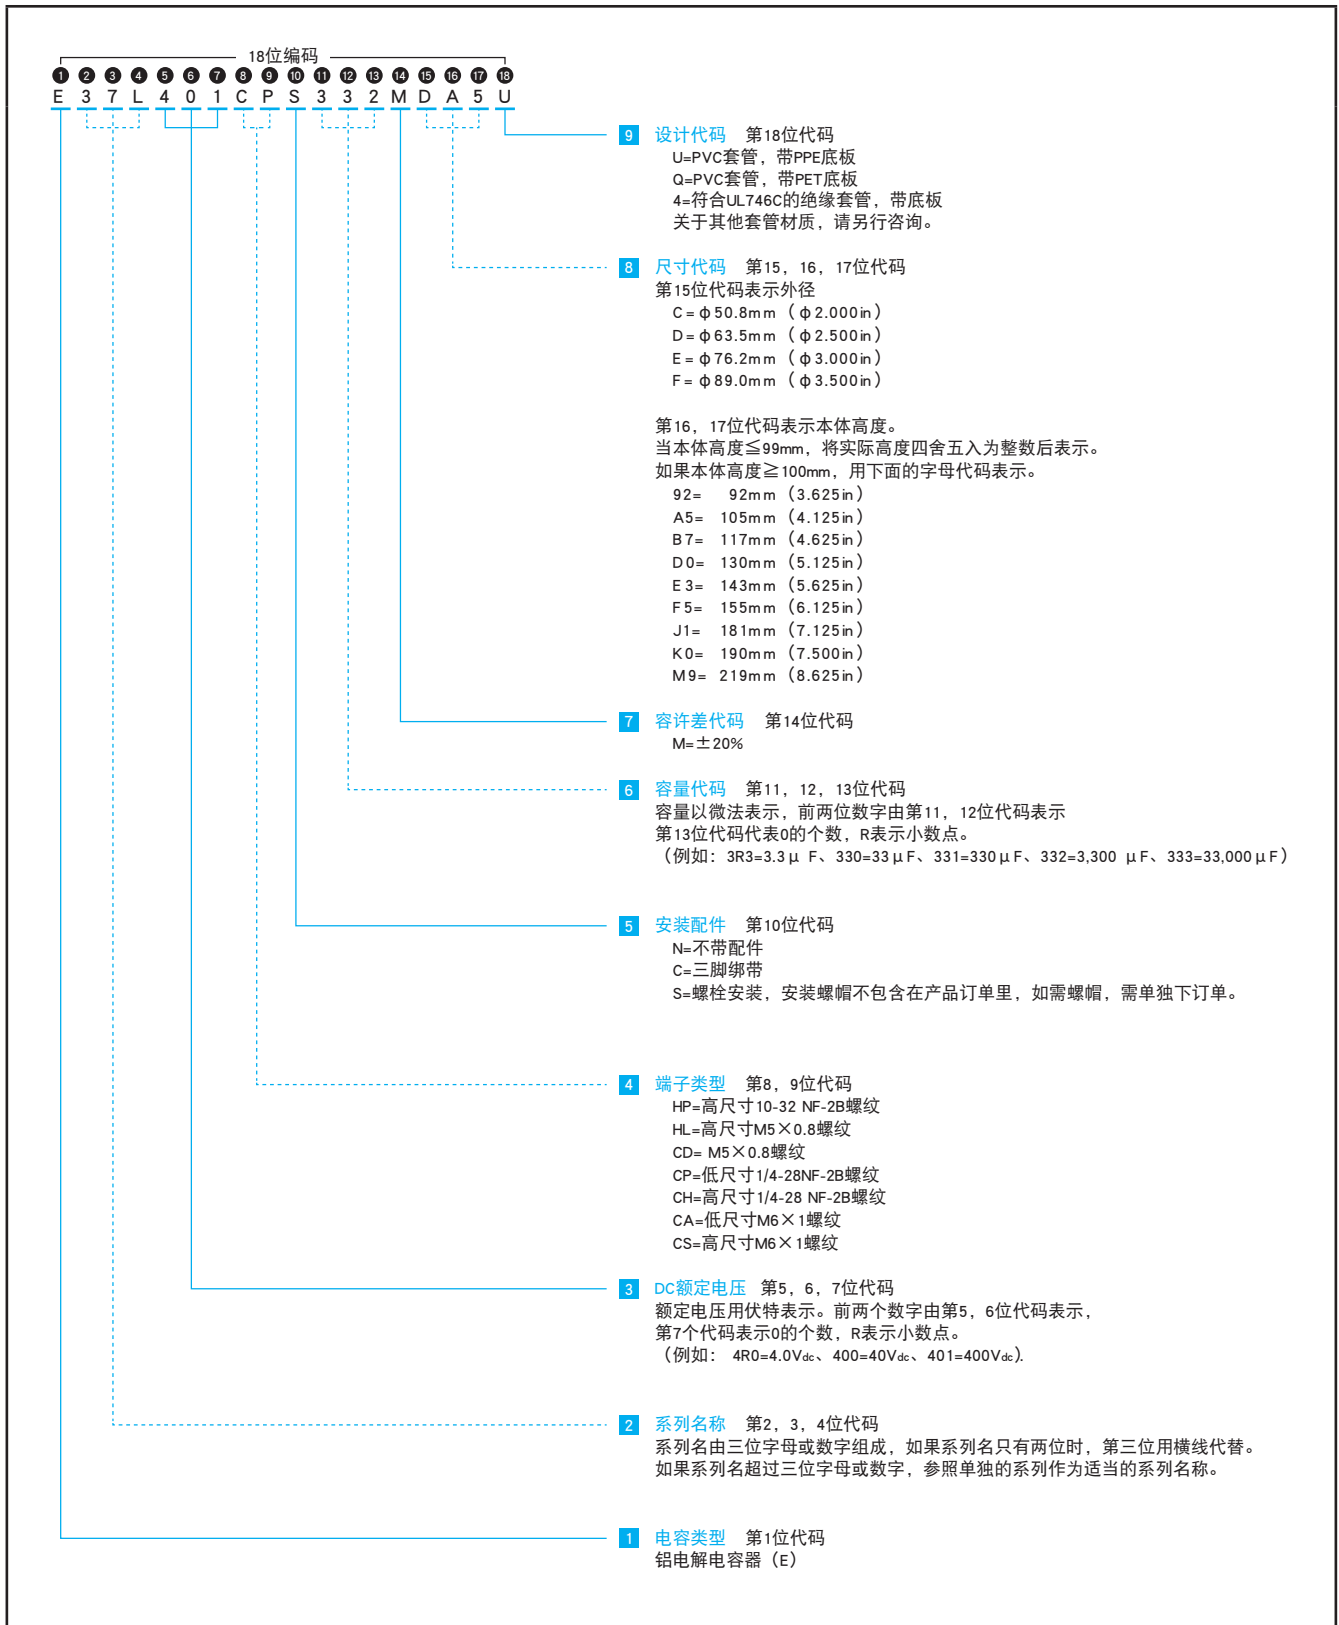 18位编码
1 2 3 4 5 6 7 8 9 10 11 12 13 14 15 16 17 18
E 3 7 L 4 0 1 C P S 3 3 2 M D A 5 U
9 设计代码 第18位代码
U=PVC套管，带PPE底板
Q=PVC套管，带PET底板
4=符合UL746C的绝缘套管，带底板
关于其他套管材质，请另行咨询。
8 尺寸代码 第15，16，17位代码
第15位代码表示外径
C=φ50.8mm（φ2.000in）
D=φ63.5mm（φ2.500in）
E=φ76.2mm（φ3.000in）
F=φ89.0mm（φ3.500in）
第16，17位代码表示本体高度。
当本体高度≦99mm，将实际高度四舍五入为整数后表示。
如果本体高度≧100mm，用下面的字母代码表示。
92= 92mm（3.625in）
A5= 105mm（4.125in）
B7= 117mm（4.625in）
D0= 130mm（5.125in）
E3= 143mm（5.625in）
F5= 155mm（6.125in）
J1= 181mm（7.125in）
K0= 190mm（7.500in）
M9= 219mm（8.625in）
7 容许差代码 第14位代码
M=±20%
6 容量代码 第11，12，13位代码
容量以微法表示，前两位数字由第11，12位代码表示
第13位代码代表0的个数，R表示小数点。
（例如：3R3=3.3μ F、330=33μF、331=330μF、332=3,300 μF、333=33,000μF）
5 安装配件 第10位代码
N=不带配件
C=三脚绑带
S=螺栓安装，安装螺帽不包含在产品订单里，如需螺帽，需单独下订单。
4 端子类型 第8，9位代码
HP=高尺寸10-32 NF-2B螺纹
HL=高尺寸M5×0.8螺纹
CD= M5×0.8螺纹
CP=低尺寸1/4-28NF-2B螺纹
CH=高尺寸1/4-28 NF-2B螺纹
CA=低尺寸M6×1螺纹
CS=高尺寸M6×1螺纹
3 DC额定电压 第5，6，7位代码
额定电压用伏特表示。前两个数字由第5，6位代码表示，
第7个代码表示0的个数，R表示小数点。
（例如： 4R0=4.0Vdc、400=40Vdc、401=400Vdc）.
2 系列名称 第2，3，4位代码
系列名由三位字母或数字组成，如果系列名只有两位时，第三位用横线代替。
如果系列名超过三位字母或数字，参照单独的系列作为适当的系列名称。
1 电容类型 第1位代码
铝电解电容器（E）